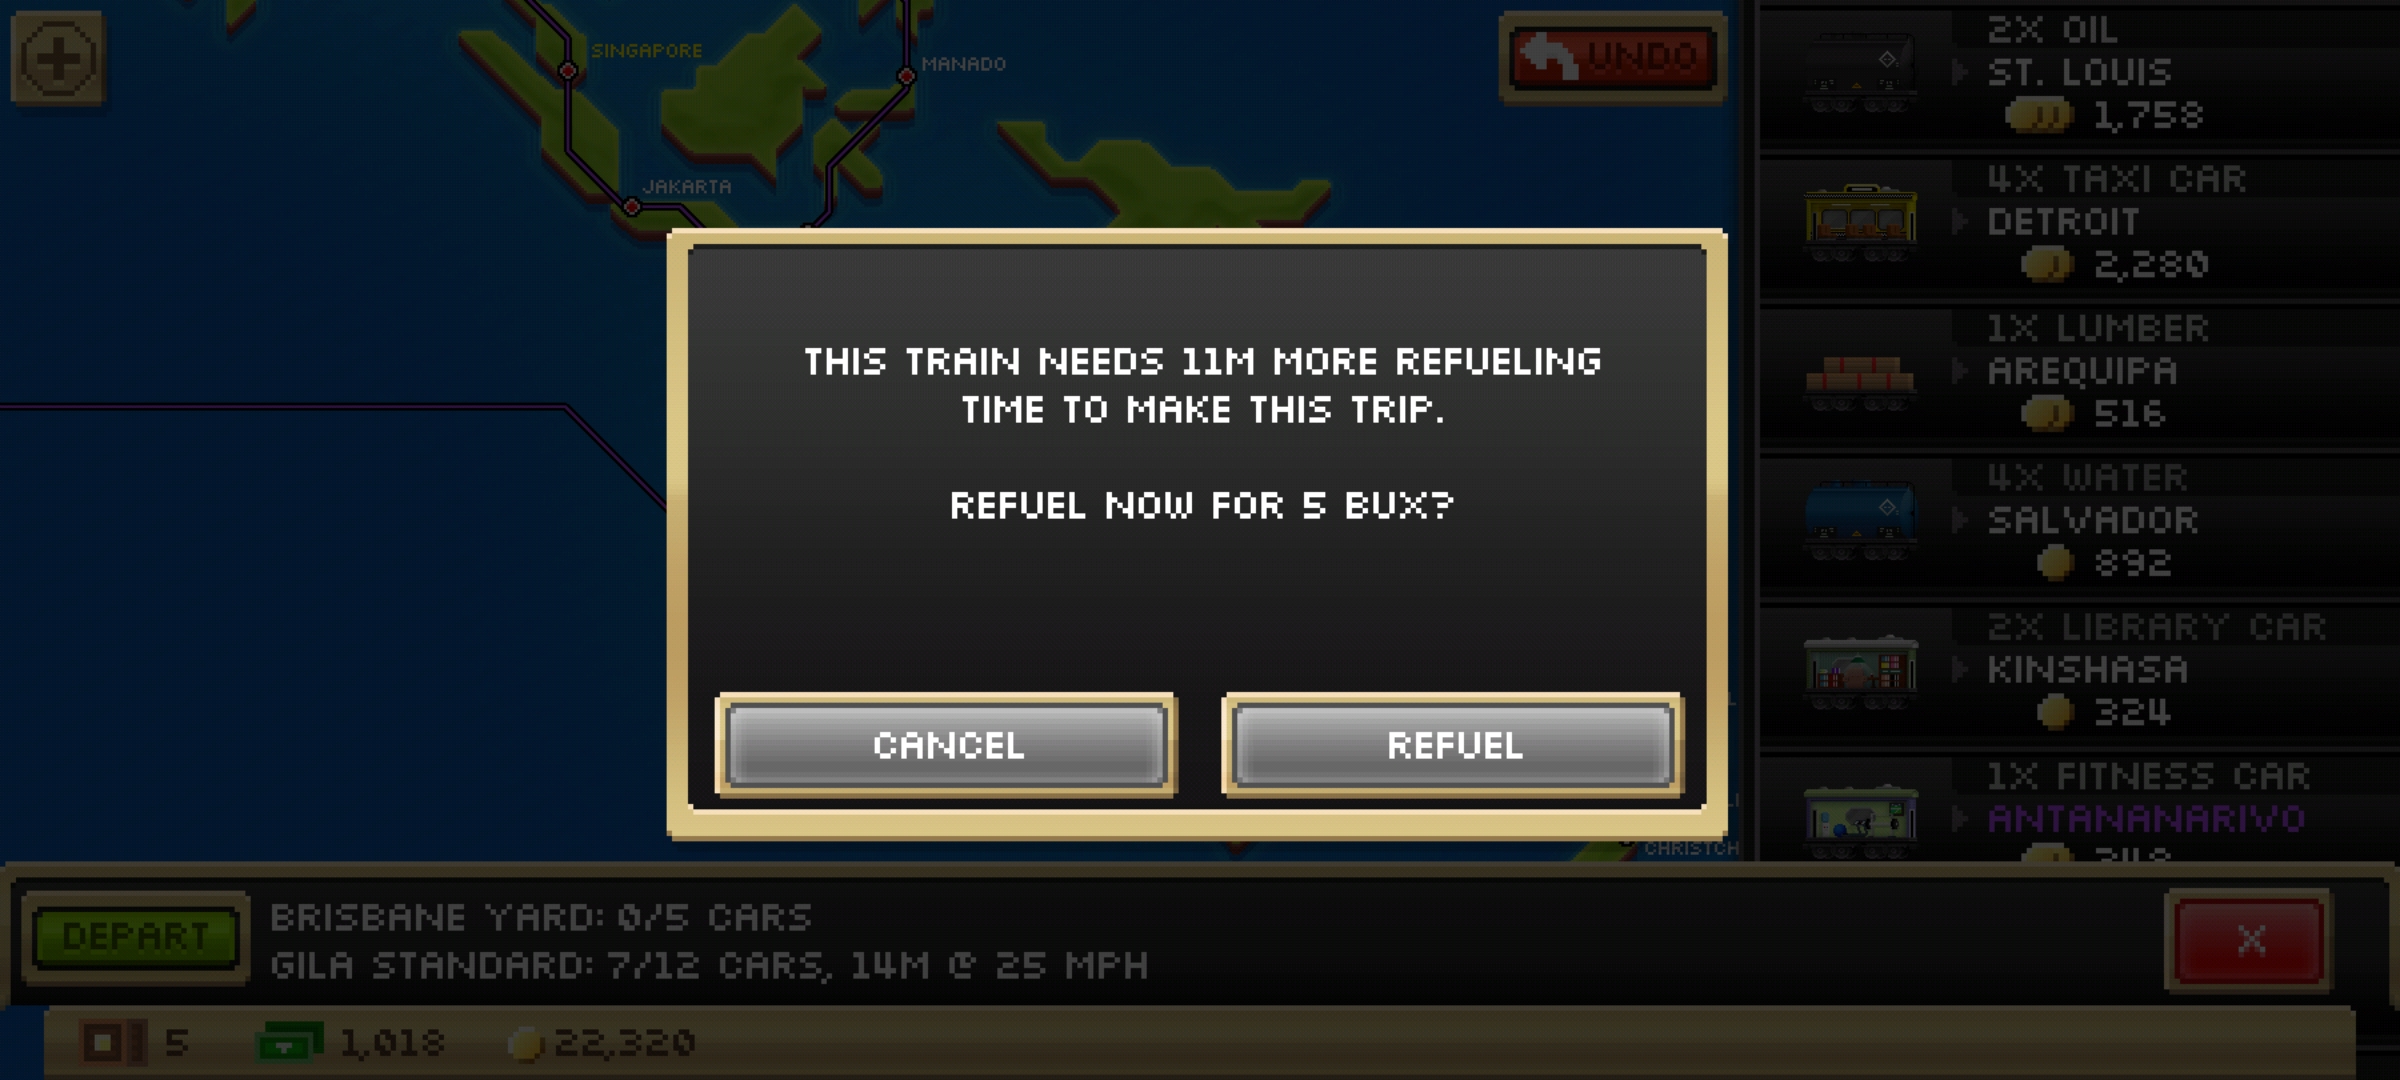 SINGAPORE
MANADO
JAKARTA
UNDO
2X OIL
ST. LOUIS
1,758
4X TAXI CAR
DETROIT
2,280
1X LUMBER
AREQUIPA
516
4X WATER
SALVADOR
892
2X LIBRARY CAR
KINSHASA
324
1X FITNESS CAR
ANTANANARIVO
THIS TRAIN NEEDS 11M MORE REFUELING
TIME TO MAKE THIS TRIP.
REFUEL NOW FOR 5 BUX?
CANCEL
REFUEL
CHRISTCH
DEPART
BRISBANE YARD: 0/5 CARS
GILA STANDARD: 7/12 CARS, 14M @ 25 MPH
X
5
1,018
22,320